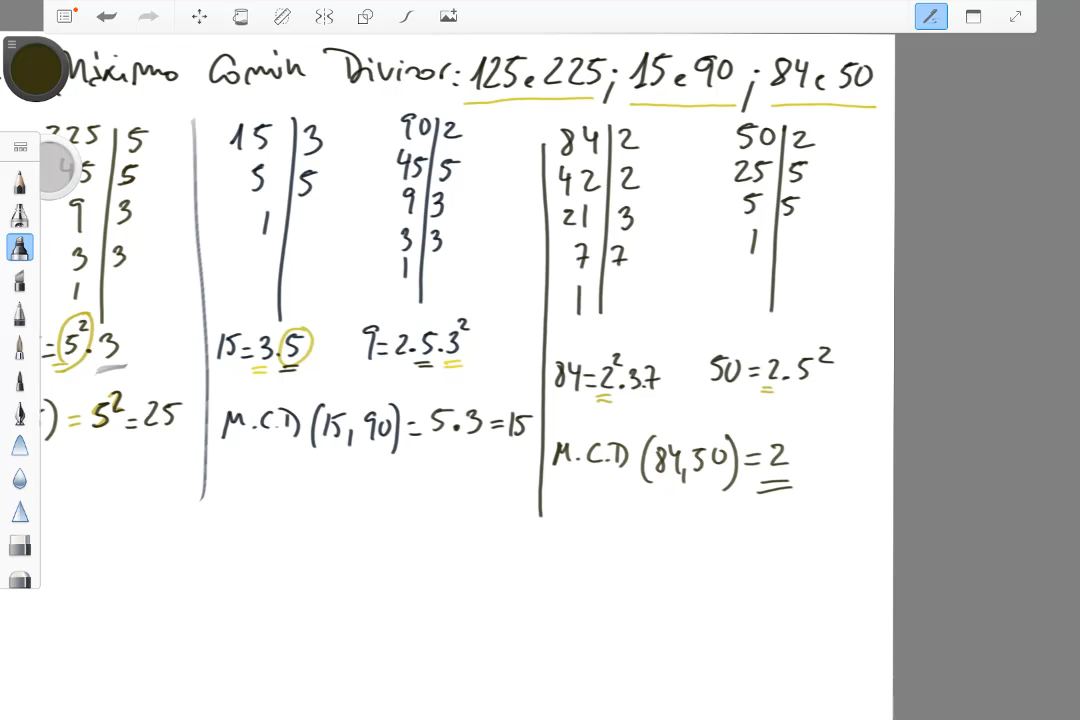 Máximo Común Divisor: 125 e 225; 15 e 90; 84 e 50
225 | 5
45 | 5
9 | 3
3 | 3
1
= 5² . 3
) = 5² = 25
15 | 3
5 | 5
1
90 | 2
45 | 5
9 | 3
3 | 3
1
15 = 3 . 5
9 = 2 . 5 . 3²
M.C.D (15, 90) = 5 . 3 = 15
84 | 2
42 | 2
21 | 3
7 | 7
1
50 | 2
25 | 5
5 | 5
1
84 = 2² . 3 . 7
50 = 2 . 5²
M.C.D (84, 50) = 2